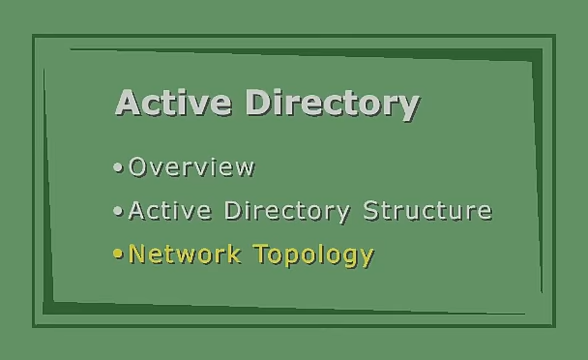 Active Directory
•Overview
•Active Directory Structure
•Network Topology